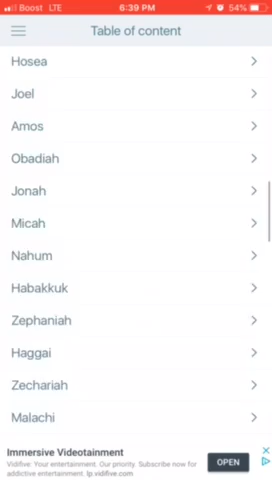 Boost LTE 6:39 PM 54%
Table of content
Hosea
Joel
Amos
Obadiah
Jonah
Micah
Nahum
Habakkuk
Zephaniah
Haggai
Zechariah
Malachi
Immersive Videotainment
Vidifive: Your entertainment. Our priority. Subscribe now for
addictive entertainment. lp.vidifive.com
OPEN